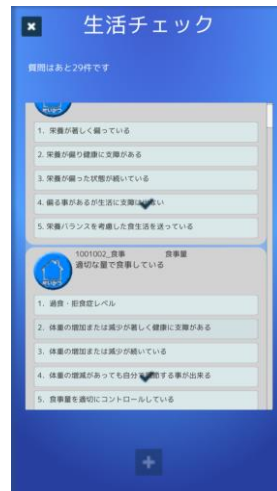 生活チェック
質問はあと29件です
せいかつ
1. 栄養が著しく偏っている
2. 栄養が偏り健康に支障がある
3. 栄養が偏った状態が続いている
4. 偏る事があるが生活に支障はない
5. 栄養バランスを考慮した食生活を送っている
1001002_食事 食事量
適切な量で食事している
せいかつ
1. 過食・拒食症レベル
2. 体重の増加または減少が著しく健康に支障がある
3. 体重の増加または減少が続いている
4. 体重の増減があっても自分で する事が出来る
5. 食事量を適切にコントロールしている